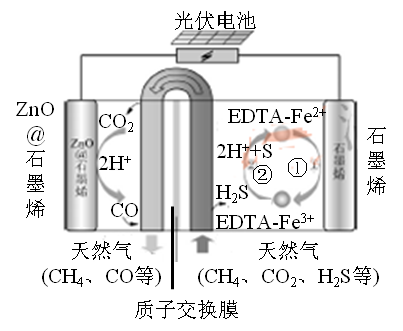 光伏电池
ZnO
@
石
墨
烯
ZnO
@
石
墨
烯
CO₂
2H⁺
CO
EDTA-Fe²⁺
2H⁺+S
②
①
H₂S
EDTA-Fe³⁺
石墨烯
石
墨
烯
天然气
(CH₄、CO等)
天然气
(CH₄、CO₂、H₂S等)
质子交换膜